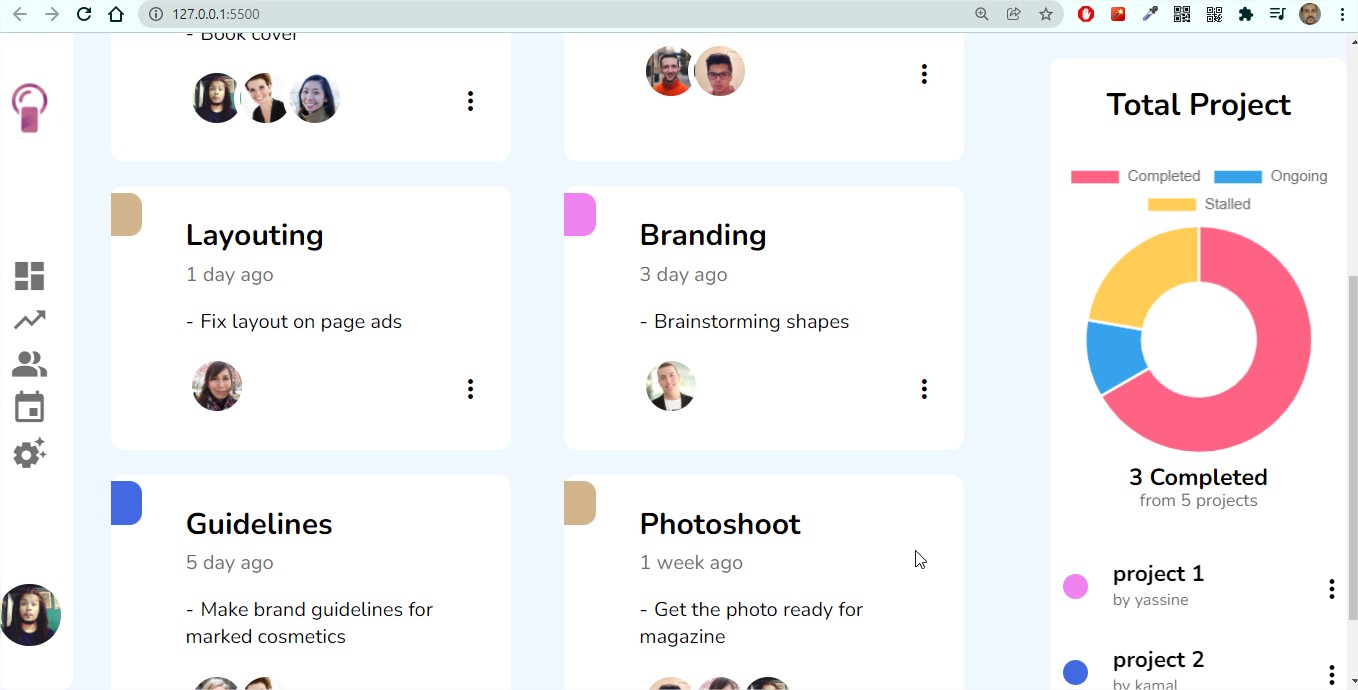 127.0.0.1:5500
- Book cover
Layouting
1 day ago
- Fix layout on page ads
Branding
3 day ago
- Brainstorming shapes
Guidelines
5 day ago
- Make brand guidelines for
marked cosmetics
Photoshoot
1 week ago
- Get the photo ready for
magazine
Total Project
Completed
Ongoing
Stalled
3 Completed
from 5 projects
project 1
by yassine
project 2
by kamal